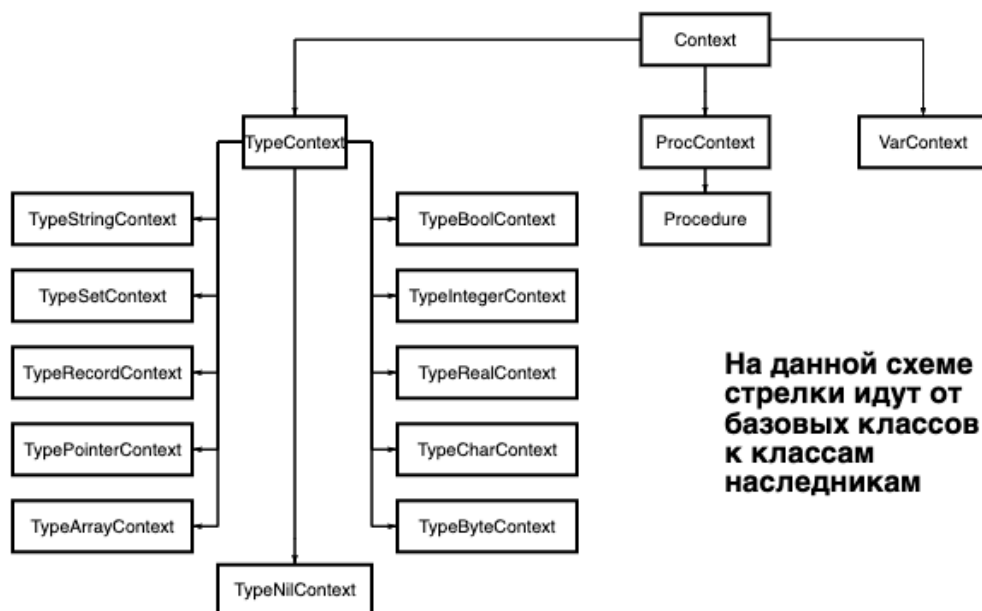 Context
TypeContext
ProcContext
VarContext
TypeStringContext
TypeBoolContext
Procedure
TypeSetContext
TypeIntegerContext
TypeRecordContext
TypeRealContext
TypePointerContext
TypeCharContext
TypeArrayContext
TypeByteContext
TypeNilContext
На данной схеме
стрелки идут от
базовых классов
к классам
наследникам